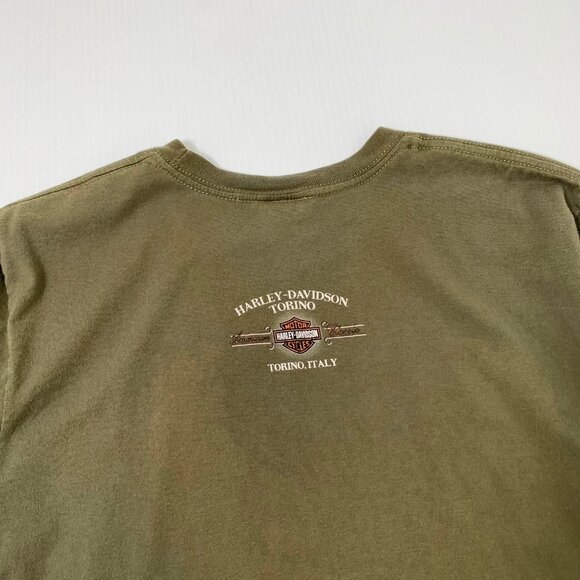 HARLEY-DAVIDSON
TORINO
MOTOR
HARLEY-DAVIDSON
CYCLES
TORINO, ITALY